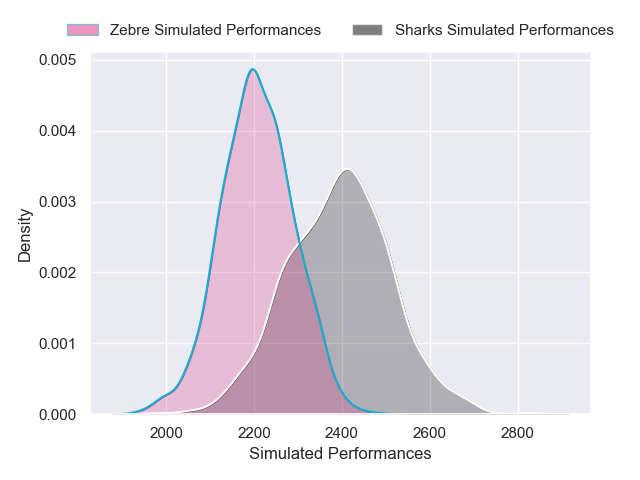 Zebre Simulated Performances
Sharks Simulated Performances
0.005
0.004
0.003
0.002
0.001
0.000
Density
2000 2200 2400 2600 2800
Simulated Performances